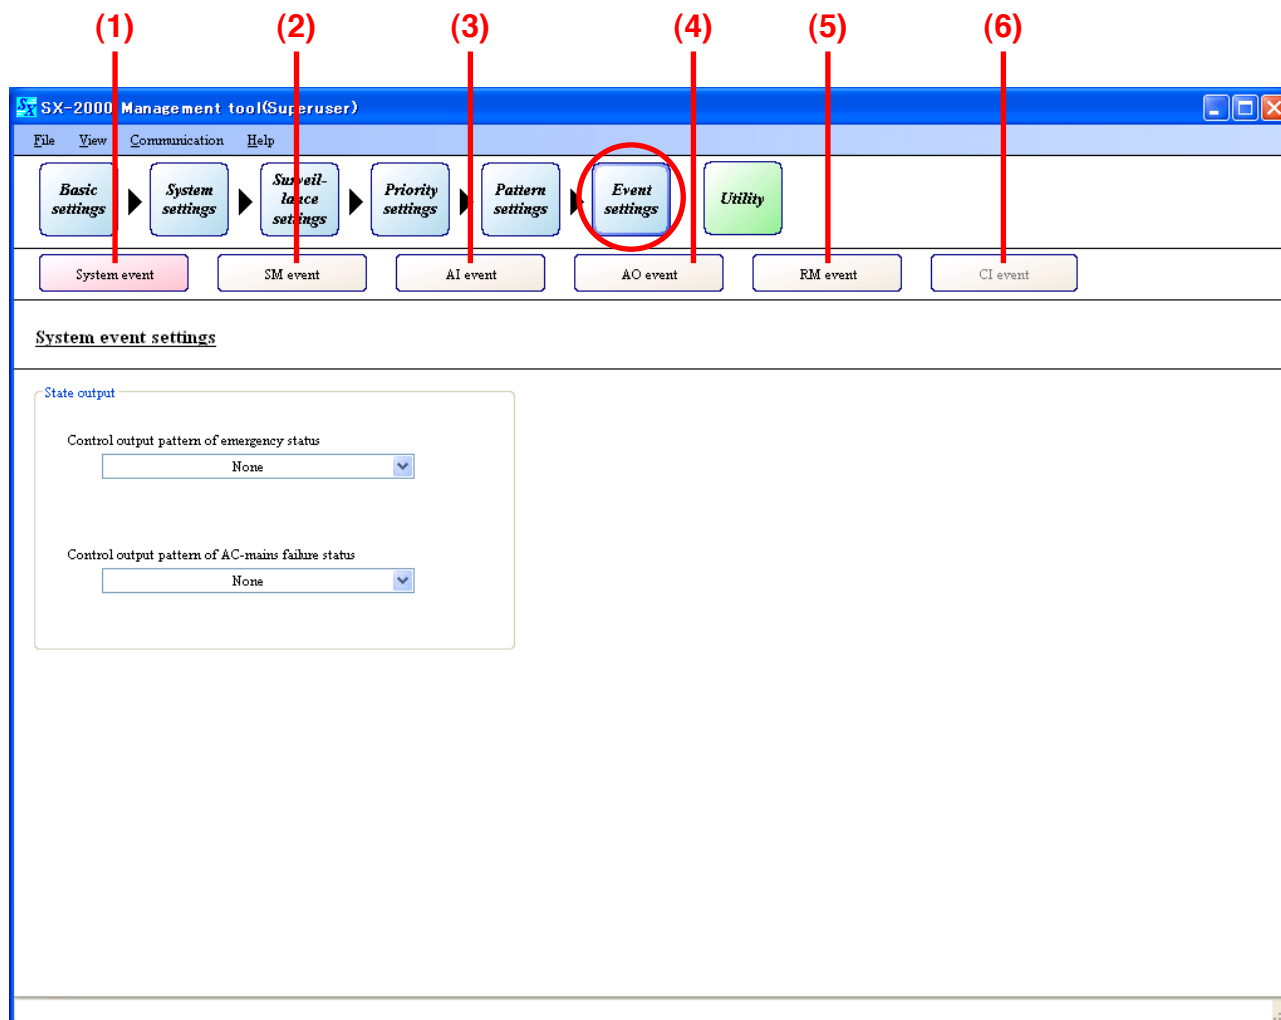 (1) (2) (3) (4) (5) (6)
SX SX-2000 Management tool(Superuser)
File View Communication Help
Basic settings
System settings
Surveil-lance settings
Priority settings
Pattern settings
Event settings
Utility
System event SM event AI event AO event RM event CI event
System event settings
State output
Control output pattern of emergency status
None
Control output pattern of AC-mains failure status
None